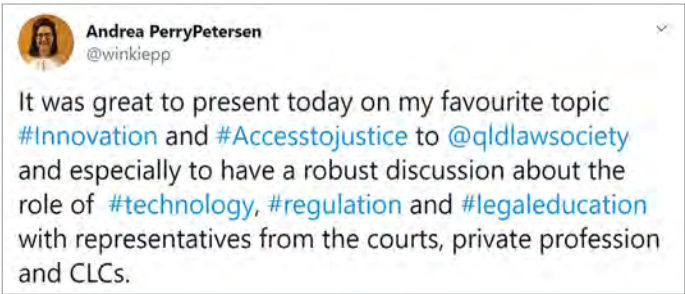 Andrea PerryPetersen
@winkiepp
It was great to present today on my favourite topic
#Innovation and #Accesstojustice to @qldlawsociety
and especially to have a robust discussion about the
role of #technology, #regulation and #legaleducation
with representatives from the courts, private profession
and CLCs.